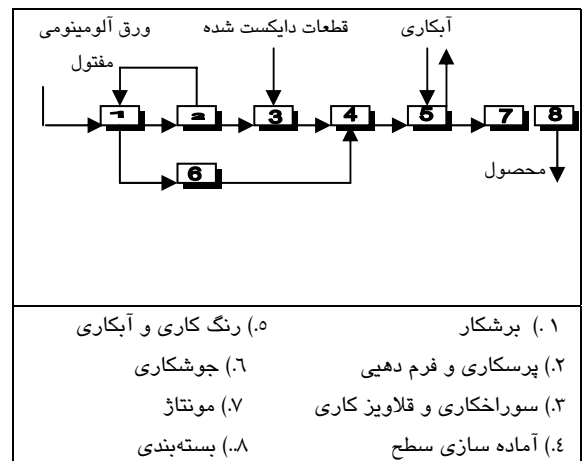 ورق آلومینومی قطعات دایکست شده آبکاری
مفتول
1 2 3 4 5 7 8
6
محصول
۱.) برشکار ۵.) رنگ کاری و آبکاری
۲.) پرسکاری و فرم دهیی ۶.) جوشکاری
۳.) سوراخکاری و قلاویز کاری ۷.) مونتاژ
۴.) آماده سازی سطح ۸..) بسته‌بندی